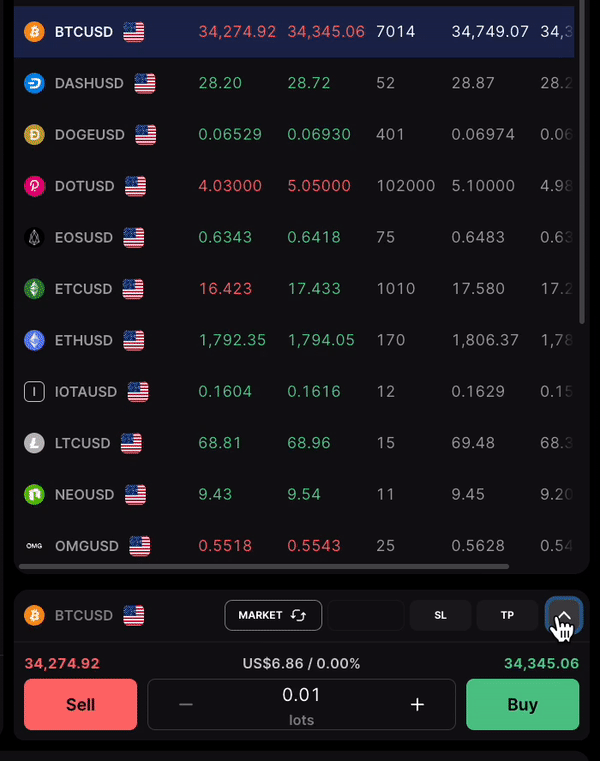 BTCUSD 34,274.92 34,345.06 7014 34,749.07 34,3
DASHUSD 28.20 28.72 52 28.87 28.2
DOGEUSD 0.06529 0.06930 401 0.06974 0.06
DOTUSD 4.03000 5.05000 102000 5.10000 4.98
EOSUSD 0.6343 0.6418 75 0.6483 0.63
ETCUSD 16.423 17.433 1010 17.580 17.2
ETHUSD 1,792.35 1,794.05 170 1,806.37 1,78
I IOTAUSD 0.1604 0.1616 12 0.1629 0.15
LTCUSD 68.81 68.96 15 69.48 68.3
NEOUSD 9.43 9.54 11 9.45 9.20
OMG OMGUSD 0.5518 0.5543 25 0.5628 0.54
BTCUSD MARKET SL TP
34,274.92 US$6.86 / 0.00% 34,345.06
Sell − 0.01 + Buy
lots